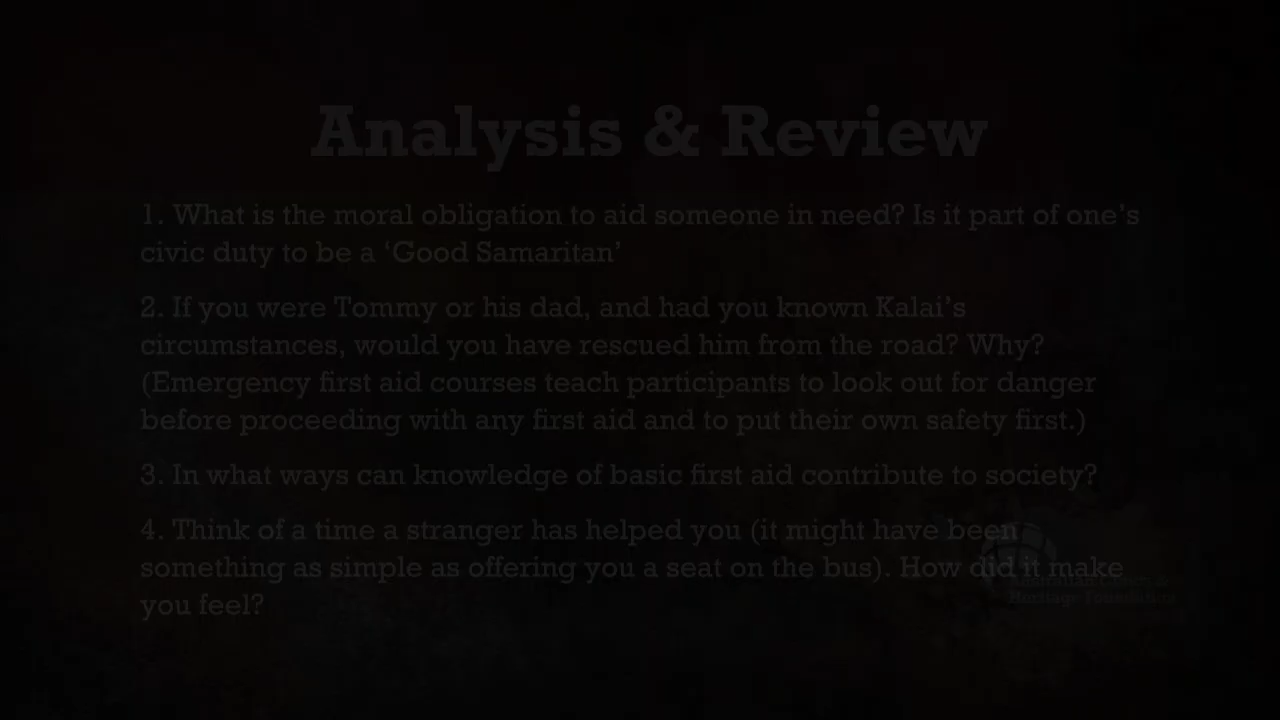 Analysis & Review
1. What is the moral obligation to aid someone in need? Is it part of one’s
civic duty to be a ‘Good Samaritan’
2. If you were Tommy or his dad, and had you known Kalai’s
circumstances, would you have rescued him from the road? Why?
(Emergency first aid courses teach participants to look out for danger
before proceeding with any first aid and to put their own safety first.)
3. In what ways can knowledge of basic first aid contribute to society?
4. Think of a time a stranger has helped you (it might have been
something as simple as offering you a seat on the bus). How did it make
you feel?
Heritage Foundation